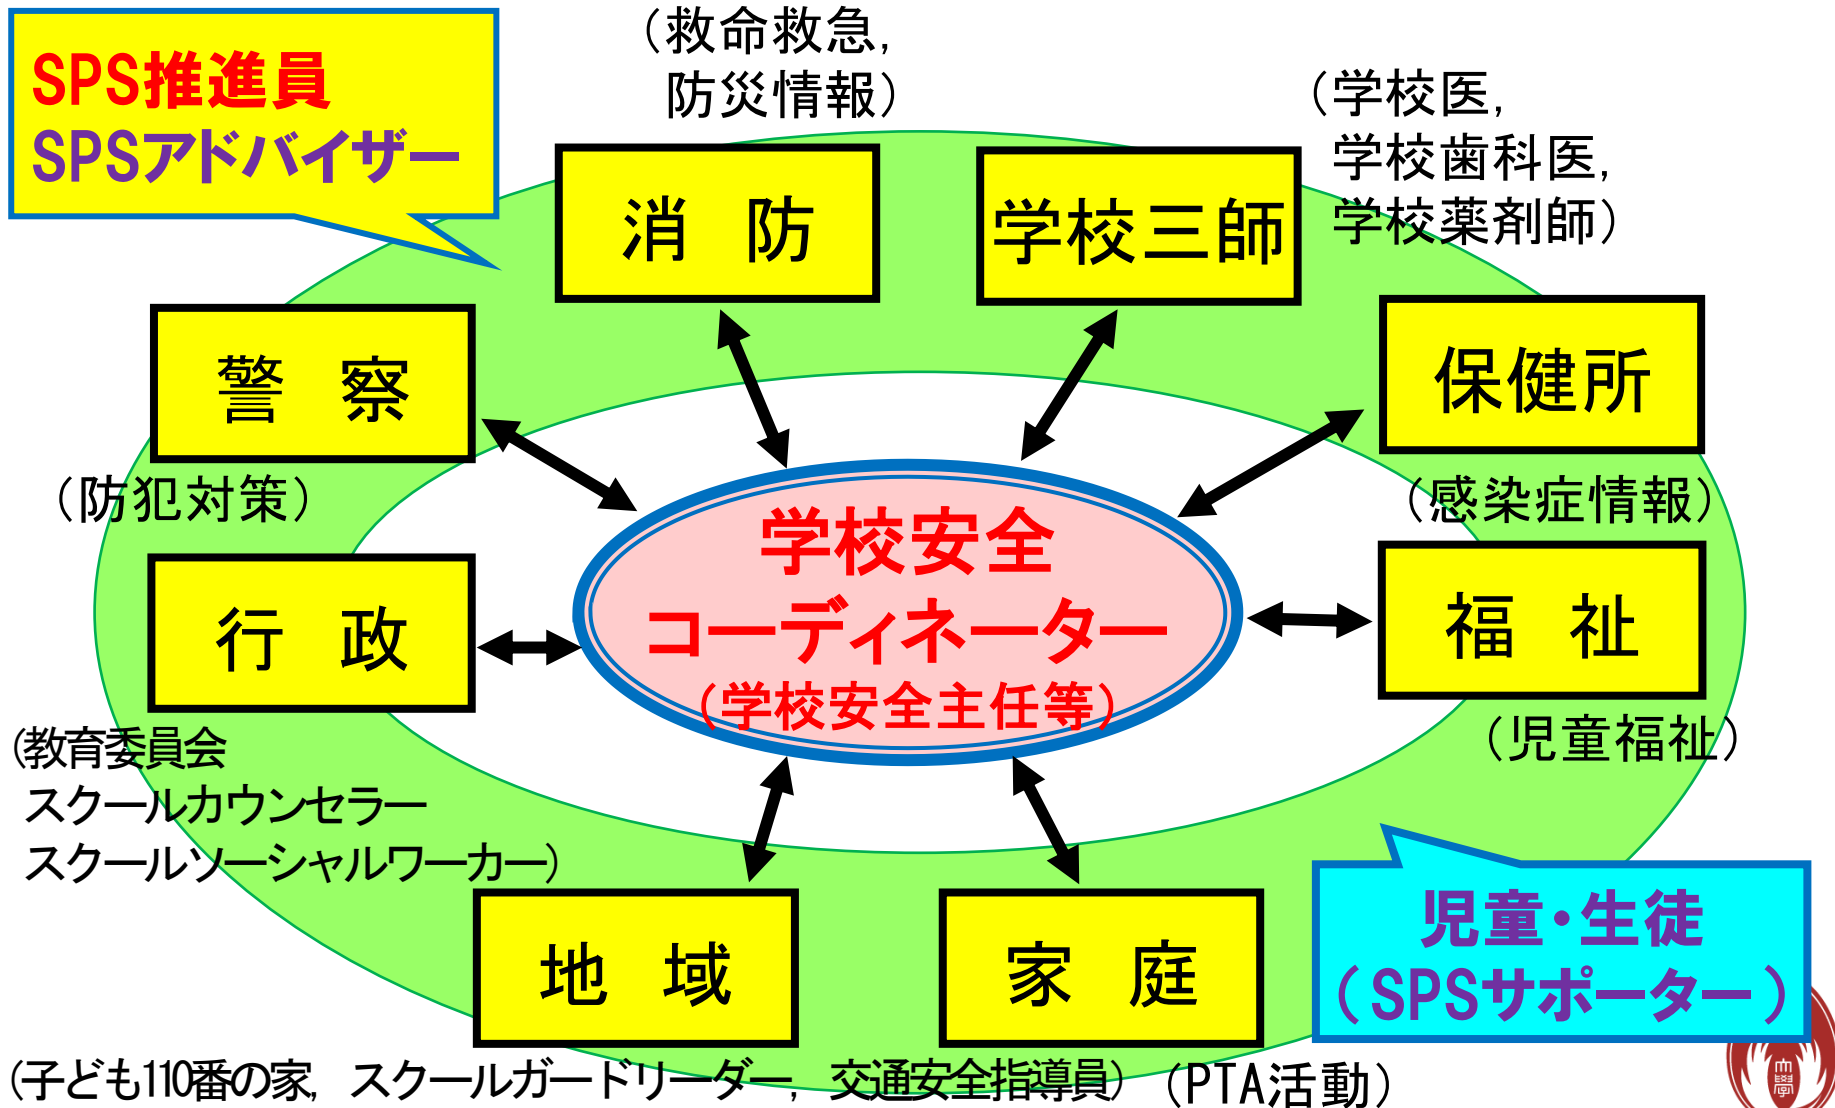 SPS推進員
SPSアドバイザー
（救命救急，
防災情報）
（学校医，
学校歯科医，
学校薬剤師）
消　防
学校三師
警　察
保健所
（防犯対策）
（感染症情報）
学校安全
コーディネーター
（学校安全主任等）
行　政
福　祉
（教育委員会
スクールカウンセラー
スクールソーシャルワーカー）
（児童福祉）
地　域
家　庭
児童・生徒
（SPSサポーター）
（子ども110番の家，スクールガードリーダー，交通安全指導員）
（PTA活動）
大學